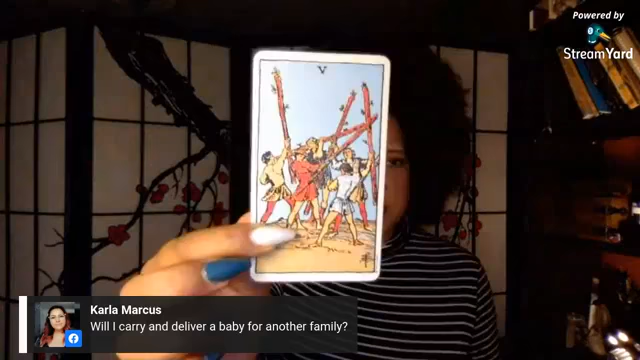 Powered by
StreamYard
V
Karla Marcus
Will I carry and deliver a baby for another family?